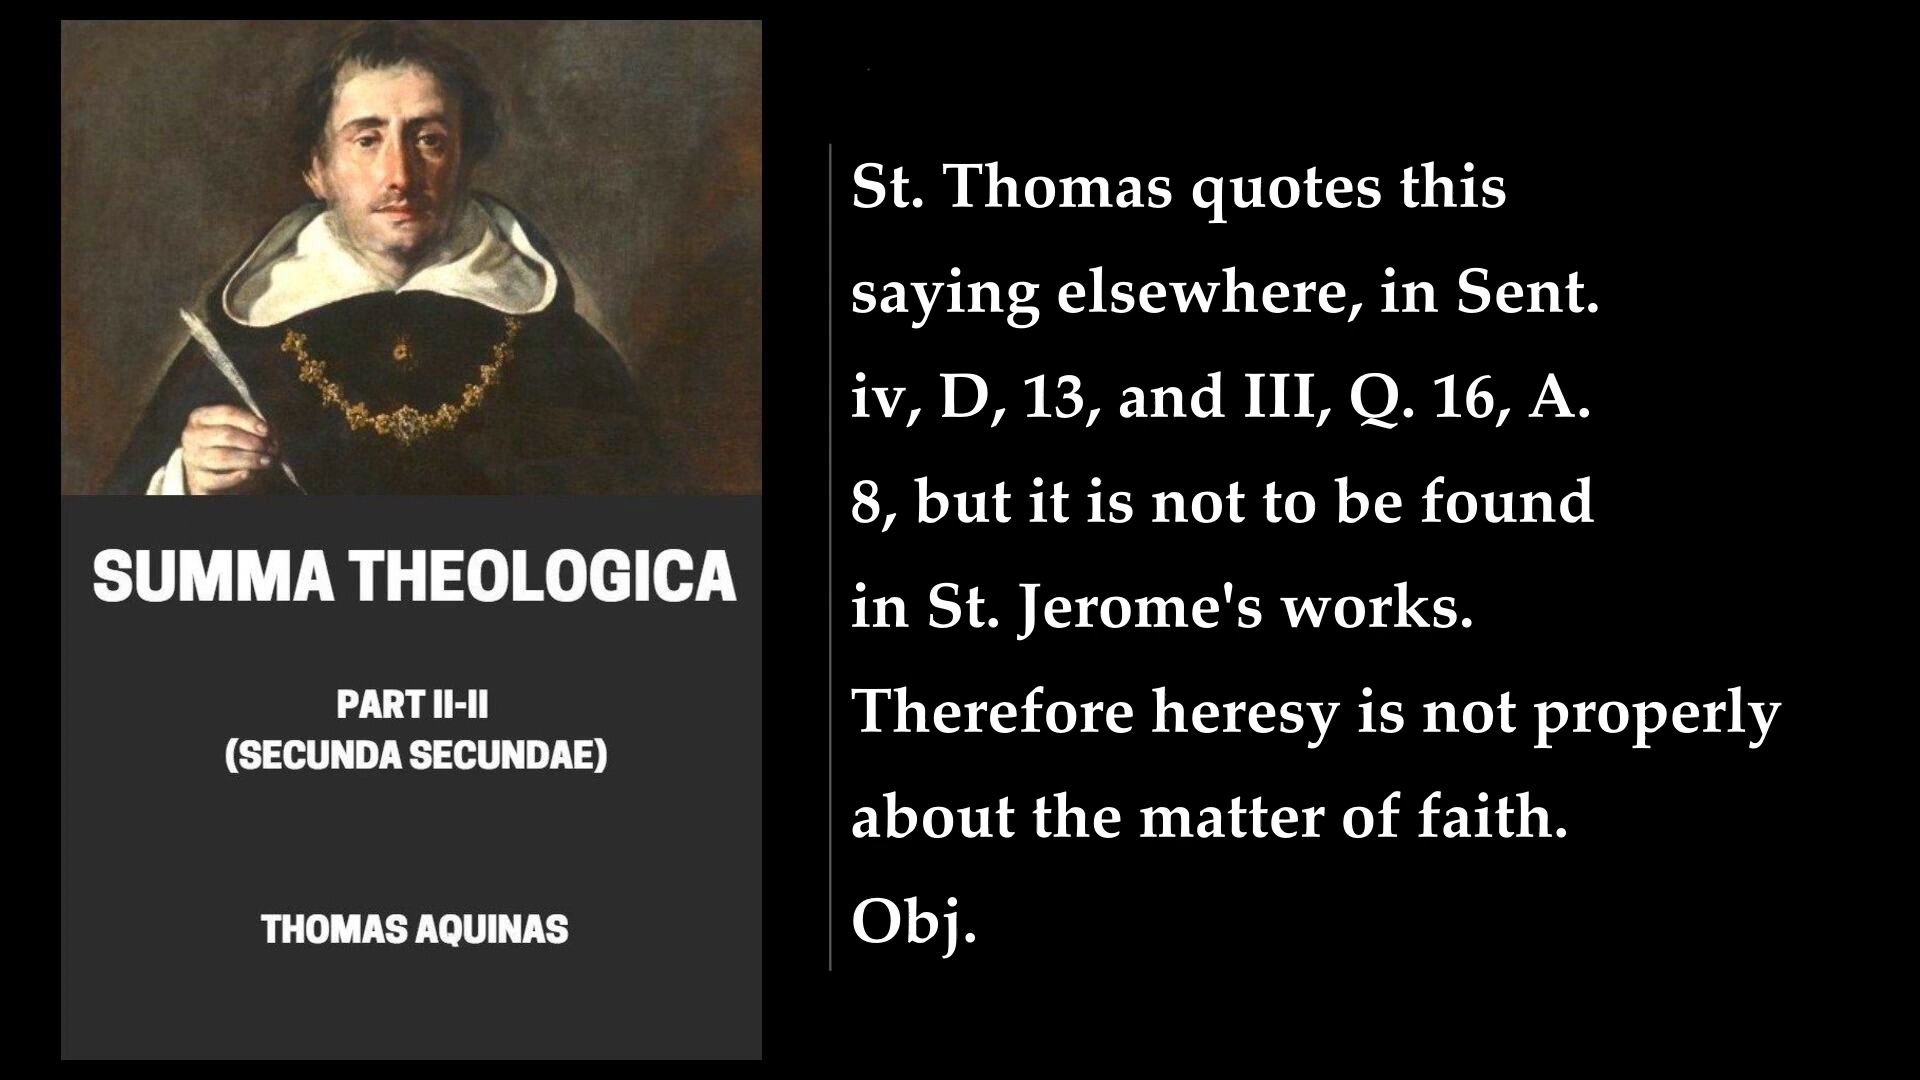 SUMMA THEOLOGICA
PART II-II
(SECUNDA SECUNDAE)
THOMAS AQUINAS
St. Thomas quotes this
saying elsewhere, in Sent.
iv, D, 13, and III, Q. 16, A.
8, but it is not to be found
in St. Jerome's works.
Therefore heresy is not properly
about the matter of faith.
Obj.